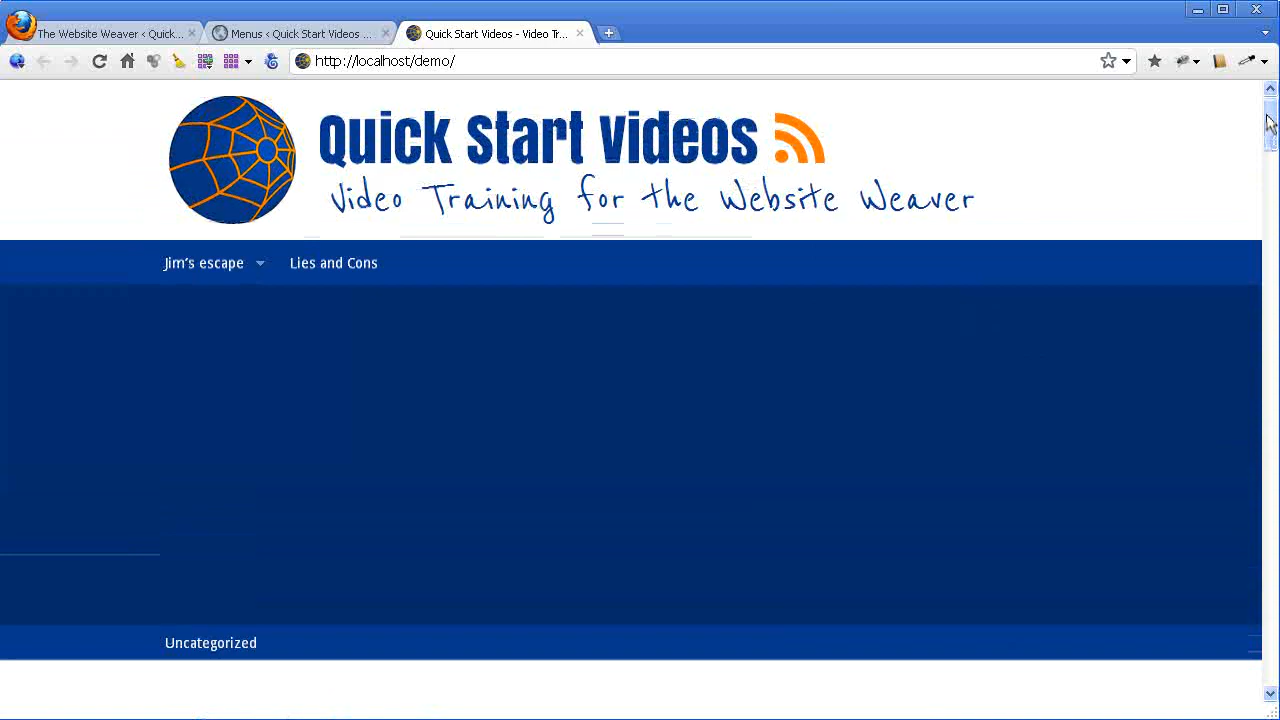 The Website Weaver ‹ Quick...
Menus ‹ Quick Start Videos ...
Quick Start Videos - Video Tr...
http://localhost/demo/
Quick Start Videos
Video Training for the Website Weaver
Jim's escape
Lies and Cons
Uncategorized